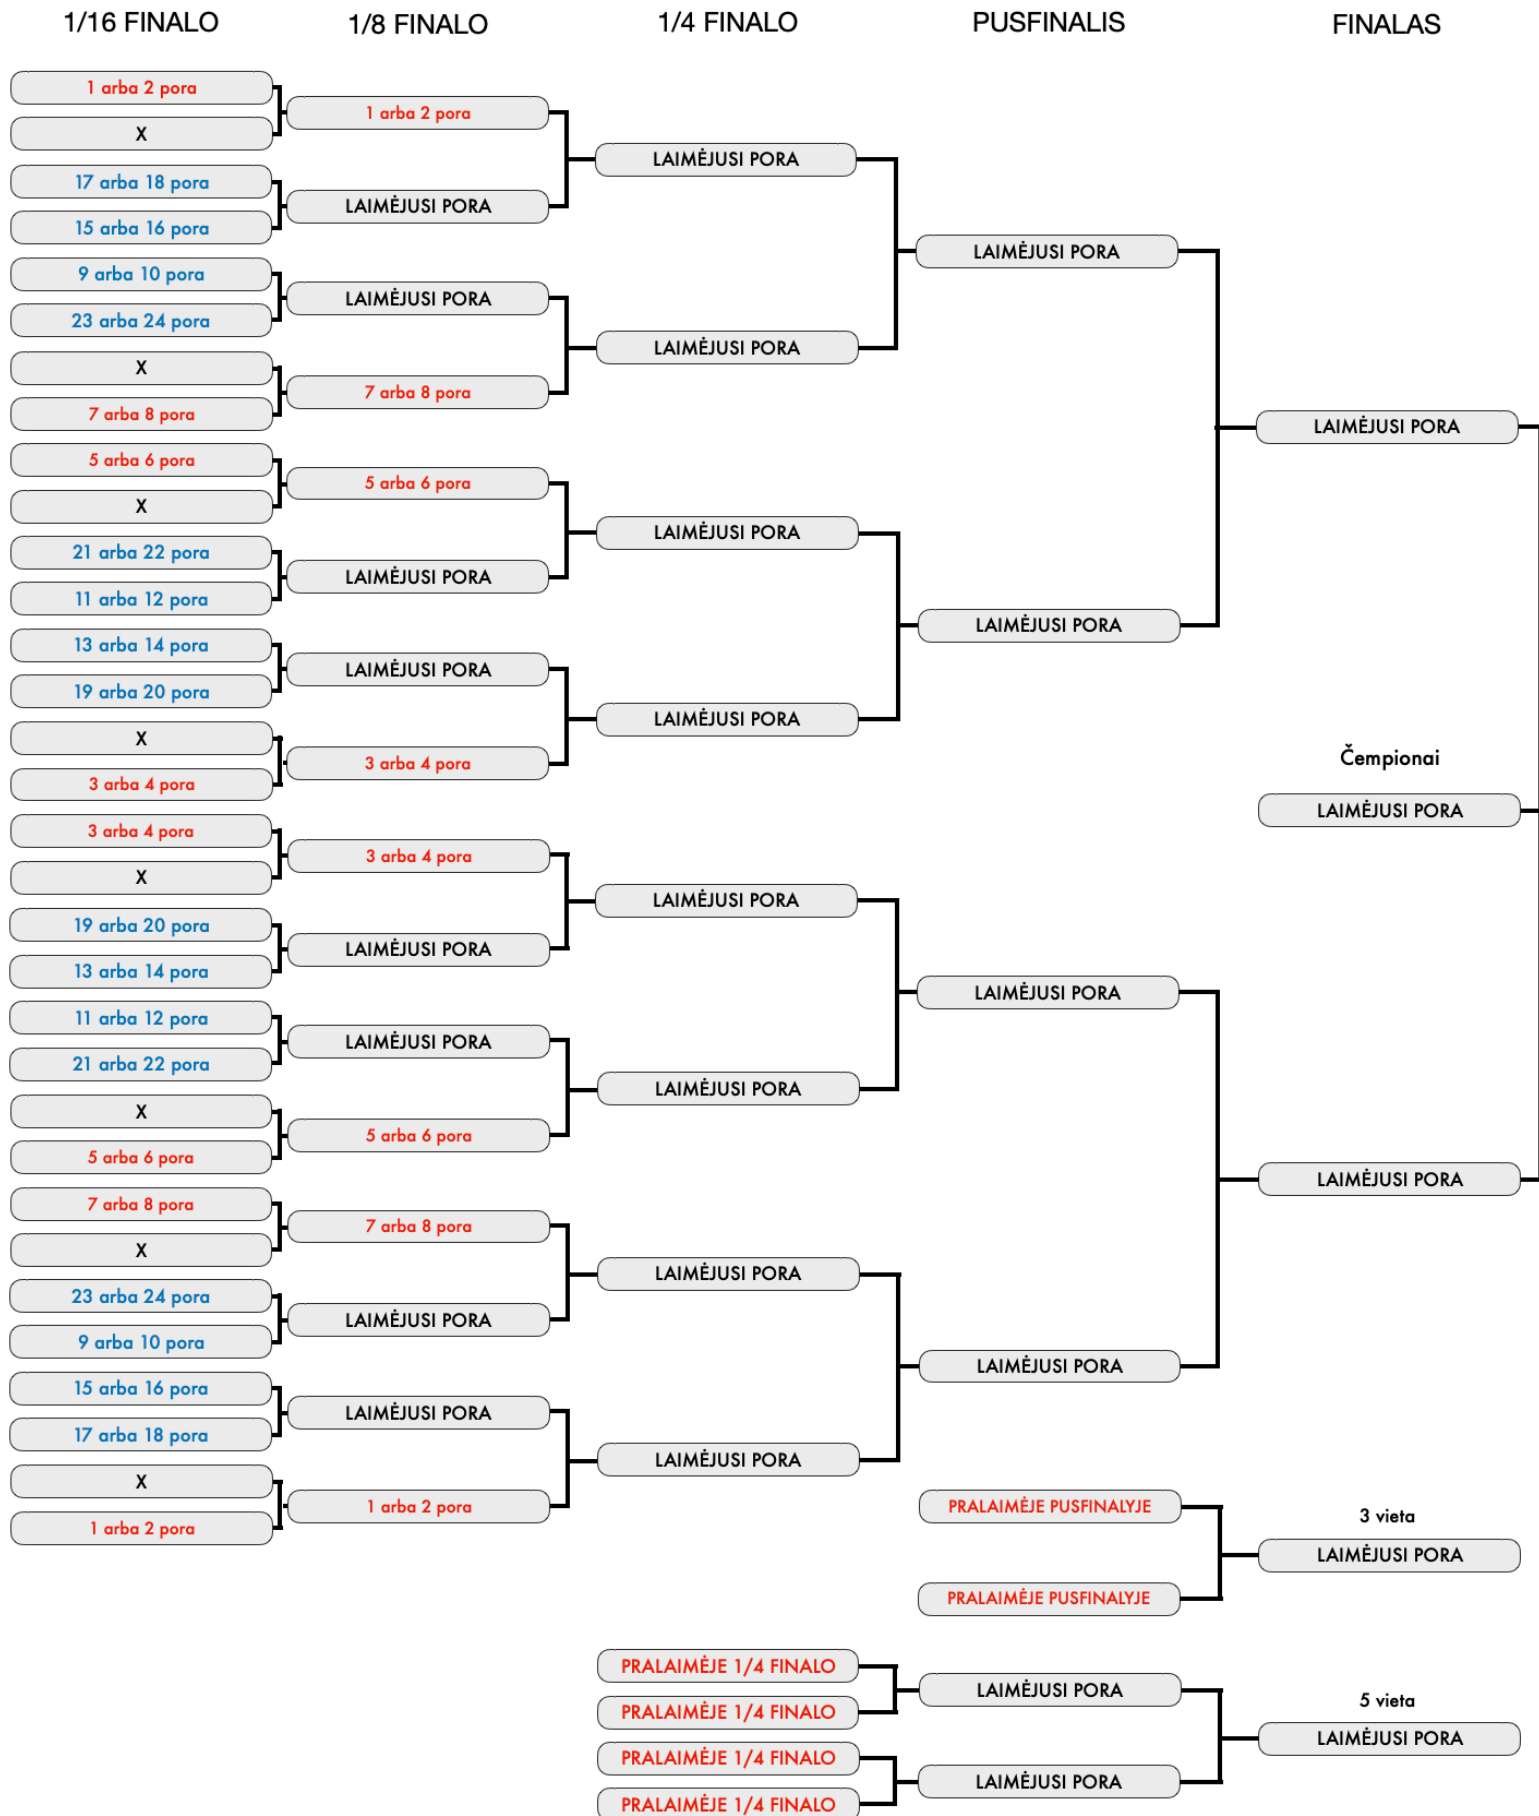 1/16 FINALO
1/8 FINALO
1/4 FINALO
PUSFINALIS
FINALAS
1 arba 2 pora
X
17 arba 18 pora
15 arba 16 pora
9 arba 10 pora
23 arba 24 pora
X
7 arba 8 pora
5 arba 6 pora
X
21 arba 22 pora
11 arba 12 pora
13 arba 14 pora
19 arba 20 pora
X
3 arba 4 pora
3 arba 4 pora
X
19 arba 20 pora
13 arba 14 pora
11 arba 12 pora
21 arba 22 pora
X
5 arba 6 pora
7 arba 8 pora
X
23 arba 24 pora
9 arba 10 pora
15 arba 16 pora
17 arba 18 pora
X
1 arba 2 pora
1 arba 2 pora
LAIMĖJUSI PORA
LAIMĖJUSI PORA
7 arba 8 pora
5 arba 6 pora
LAIMĖJUSI PORA
LAIMĖJUSI PORA
3 arba 4 pora
3 arba 4 pora
LAIMĖJUSI PORA
LAIMĖJUSI PORA
5 arba 6 pora
7 arba 8 pora
LAIMĖJUSI PORA
LAIMĖJUSI PORA
1 arba 2 pora
LAIMĖJUSI PORA
LAIMĖJUSI PORA
LAIMĖJUSI PORA
LAIMĖJUSI PORA
LAIMĖJUSI PORA
LAIMĖJUSI PORA
LAIMĖJUSI PORA
LAIMĖJUSI PORA
PRALAIMĖJE 1/4 FINALO
PRALAIMĖJE 1/4 FINALO
PRALAIMĖJE 1/4 FINALO
PRALAIMĖJE 1/4 FINALO
LAIMĖJUSI PORA
LAIMĖJUSI PORA
LAIMĖJUSI PORA
LAIMĖJUSI PORA
PRALAIMĖJE PUSFINALYJE
PRALAIMĖJE PUSFINALYJE
LAIMĖJUSI PORA
LAIMĖJUSI PORA
LAIMĖJUSI PORA
Čempionai
LAIMĖJUSI PORA
LAIMĖJUSI PORA
3 vieta
LAIMĖJUSI PORA
5 vieta
LAIMĖJUSI PORA